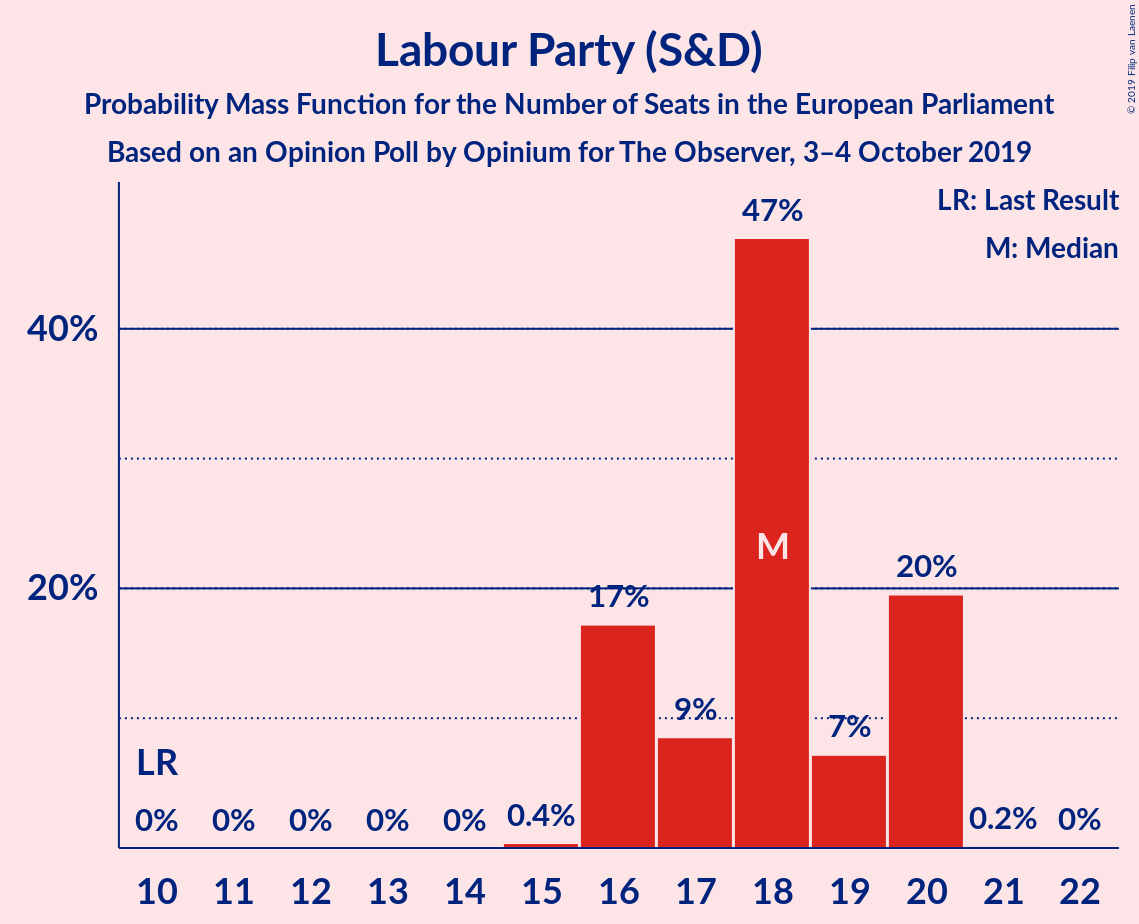 Labour Party (S&D)
Probability Mass Function for the Number of Seats in the European Parliament
Based on an Opinion Poll by Opinium for The Observer, 3–4 October 2019
© 2019 Filip van Laenen
LR: Last Result
M: Median
40%
20%
LR
0%
0%
0%
0%
0%
0.4%
17%
9%
47%
M
7%
20%
0.2%
0%
10 11 12 13 14 15 16 17 18 19 20 21 22